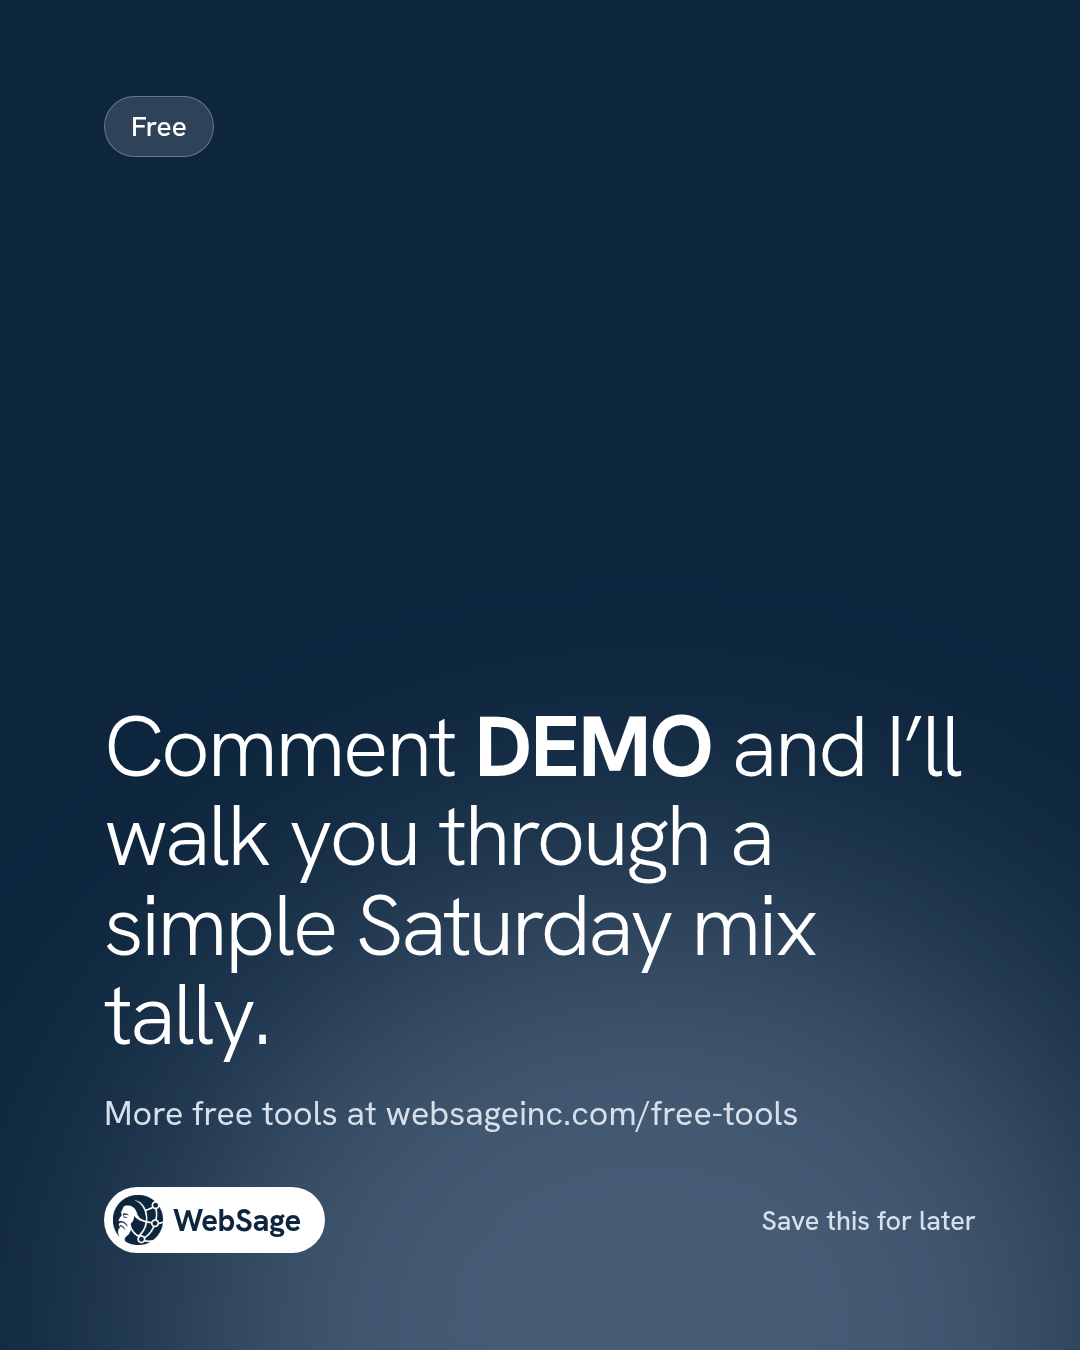 Free
Comment DEMO and I’ll
walk you through a
simple Saturday mix
tally.
More free tools at websageinc.com/free-tools
WebSage
Save this for later